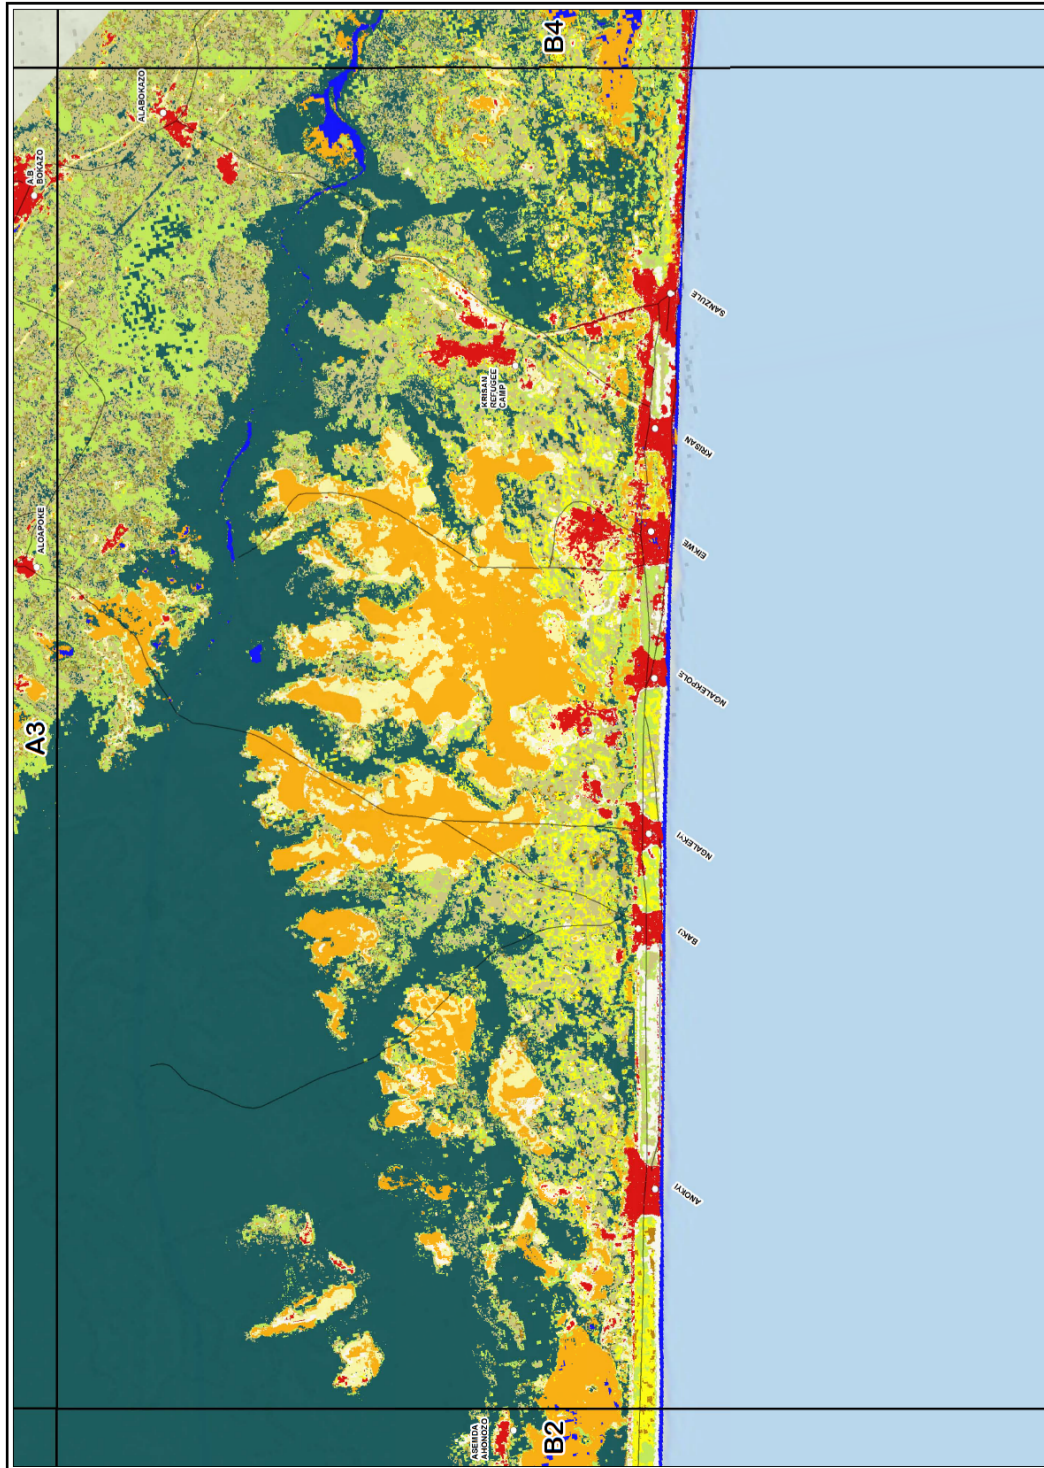 B4
ALABOKAZO
A.B.
BOKAZO
SANZULE
KRISAN
REFUGEE
CAMP
KRISAN
ALOAPOKE
EIKWE
NGALEKPOLE
A3
NGALEKYI
BAKU
ANOKYI
ASEMDA
AHONOZO
B2